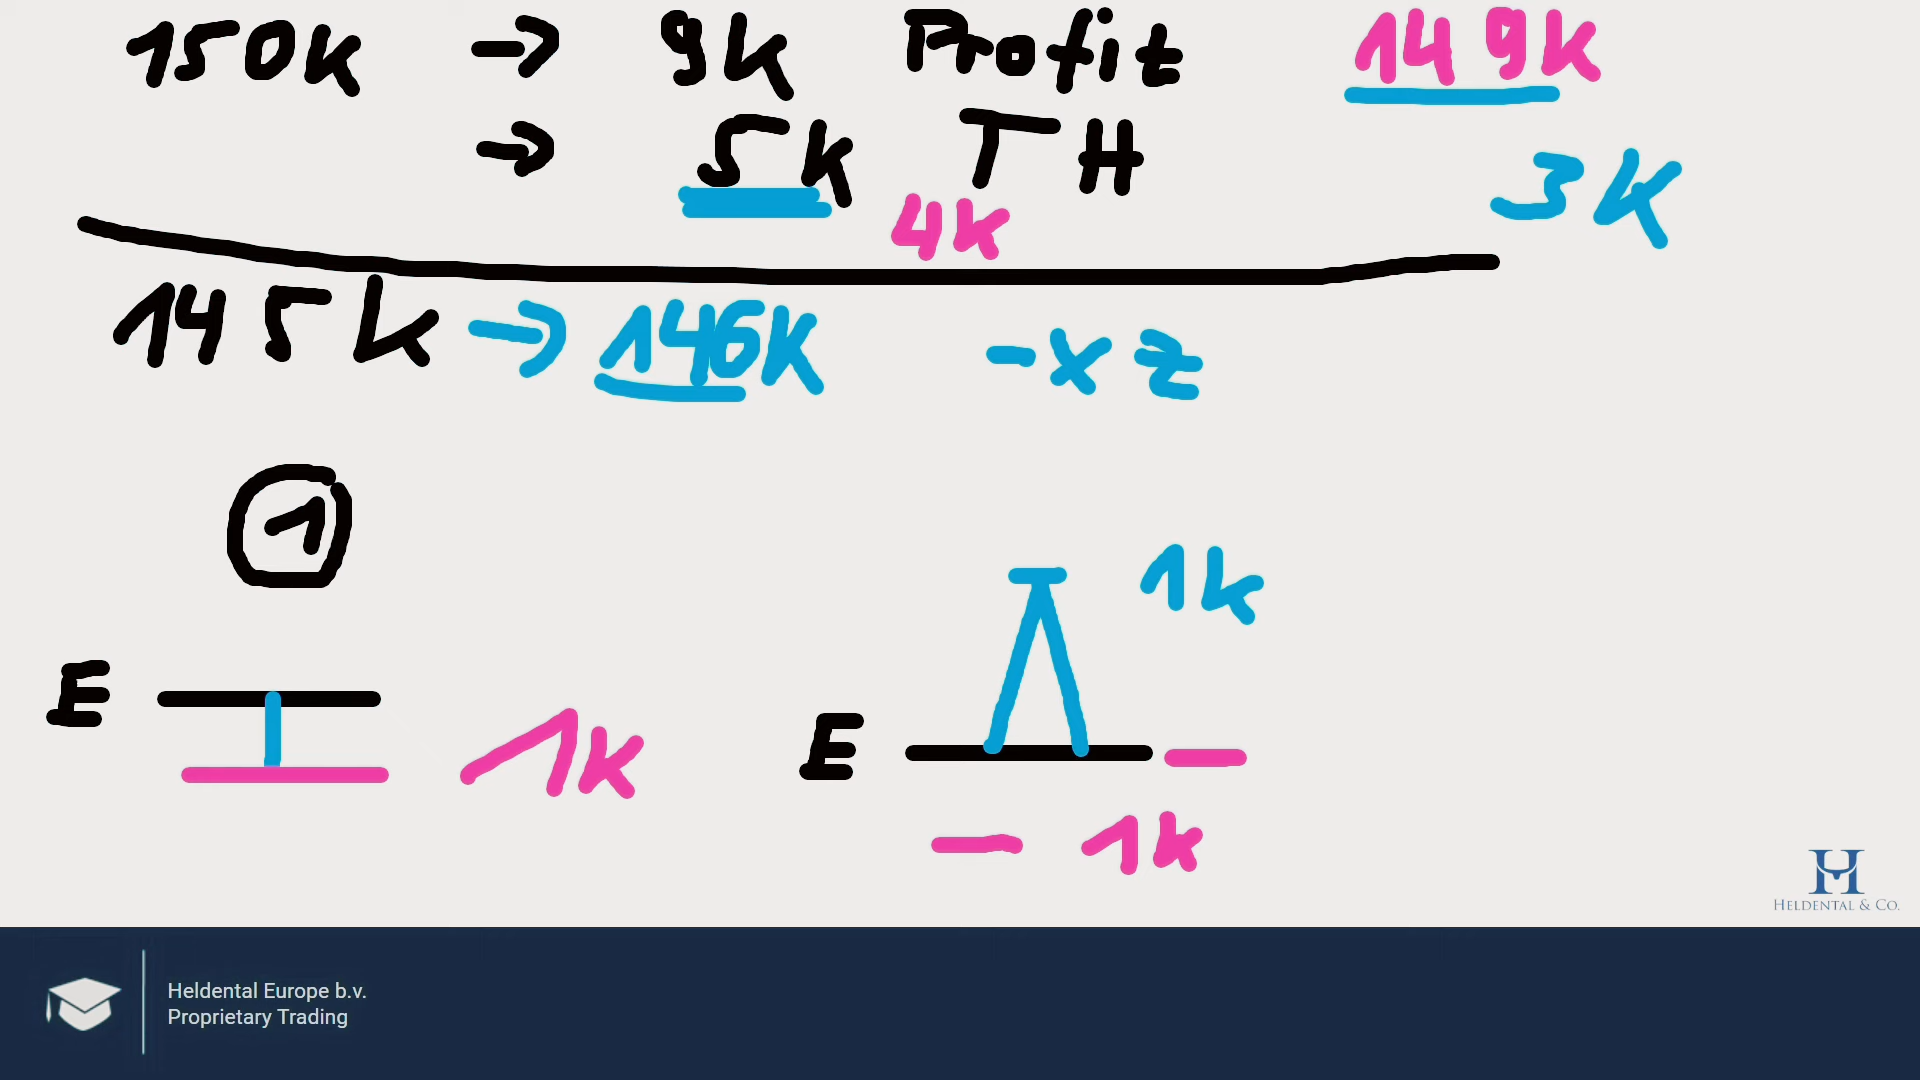 150k → 9k Profit 149k
→ 5k TH
3k
4k
145k → 146k - xz
1
1k
E 1k
E -
- 1k
H
HELDENTAL & CO.
Heldental Europe b.v.
Proprietary Trading